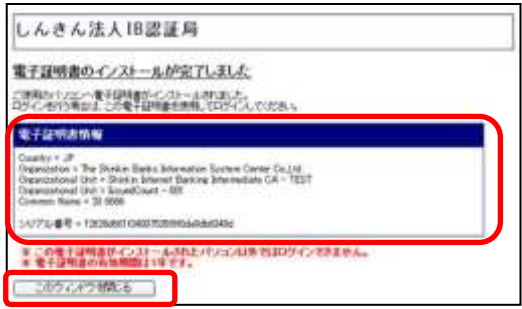 しんきん法人IB認証局
電子証明書のインストールが完了しました
ご使用のパソコンへ電子証明書がインストールされました。
ログインを行う場合は、この電子証明書を使用してログインしてください。
電子証明書情報
Country = JP
Organization = The Shinkin Banks Information System Center Co.,Ltd.
Organizational Unit = Shinkin Internet Banking Intermediate CA - TEST
Organizational Unit = IssuedCount - 001
Common Name =
シリアル番号 =
※ この電子証明書がインストールされたパソコン以外ではログインできません。
※ 電子証明書の有効期間は1年です。
このウィンドウを閉じる